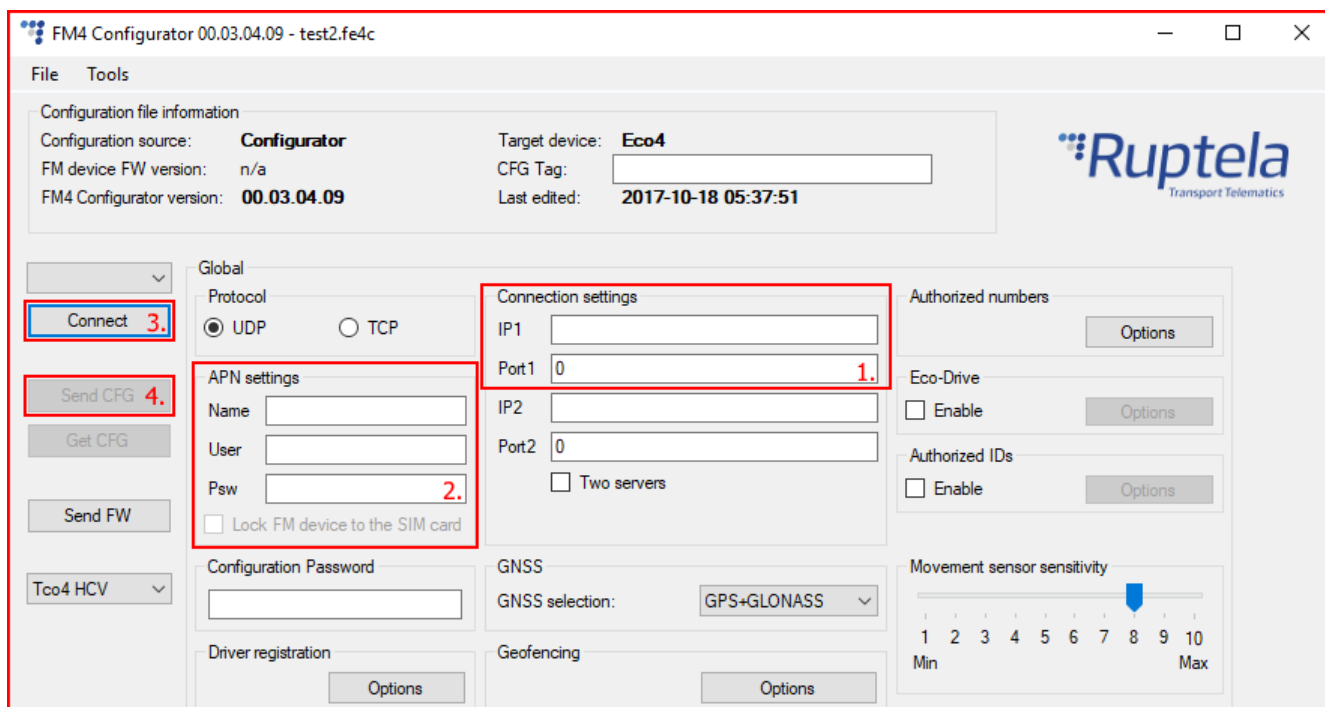 FM4 Configurator 00.03.04.09 - test2.fe4c
File Tools
Configuration file information
Configuration source: Configurator Target device: Eco4
FM device FW version: n/a CFG Tag:
FM4 Configurator version: 00.03.04.09 Last edited: 2017-10-18 05:37:51
Ruptela
Transport Telematics
Connect 3.
Send CFG 4.
Get CFG
Send FW
Tco4 HCV
Global
Protocol
UDP TCP
APN settings
Name
User
Psw 2.
Lock FM device to the SIM card
Configuration Password
Driver registration
Options
Connection settings
IP1
Port1 0 1.
IP2
Port2 0
Two servers
GNSS
GNSS selection: GPS+GLONASS
Geofencing
Options
Authorized numbers
Options
Eco-Drive
Enable Options
Authorized IDs
Enable Options
Movement sensor sensitivity
1 2 3 4 5 6 7 8 9 10
Min Max